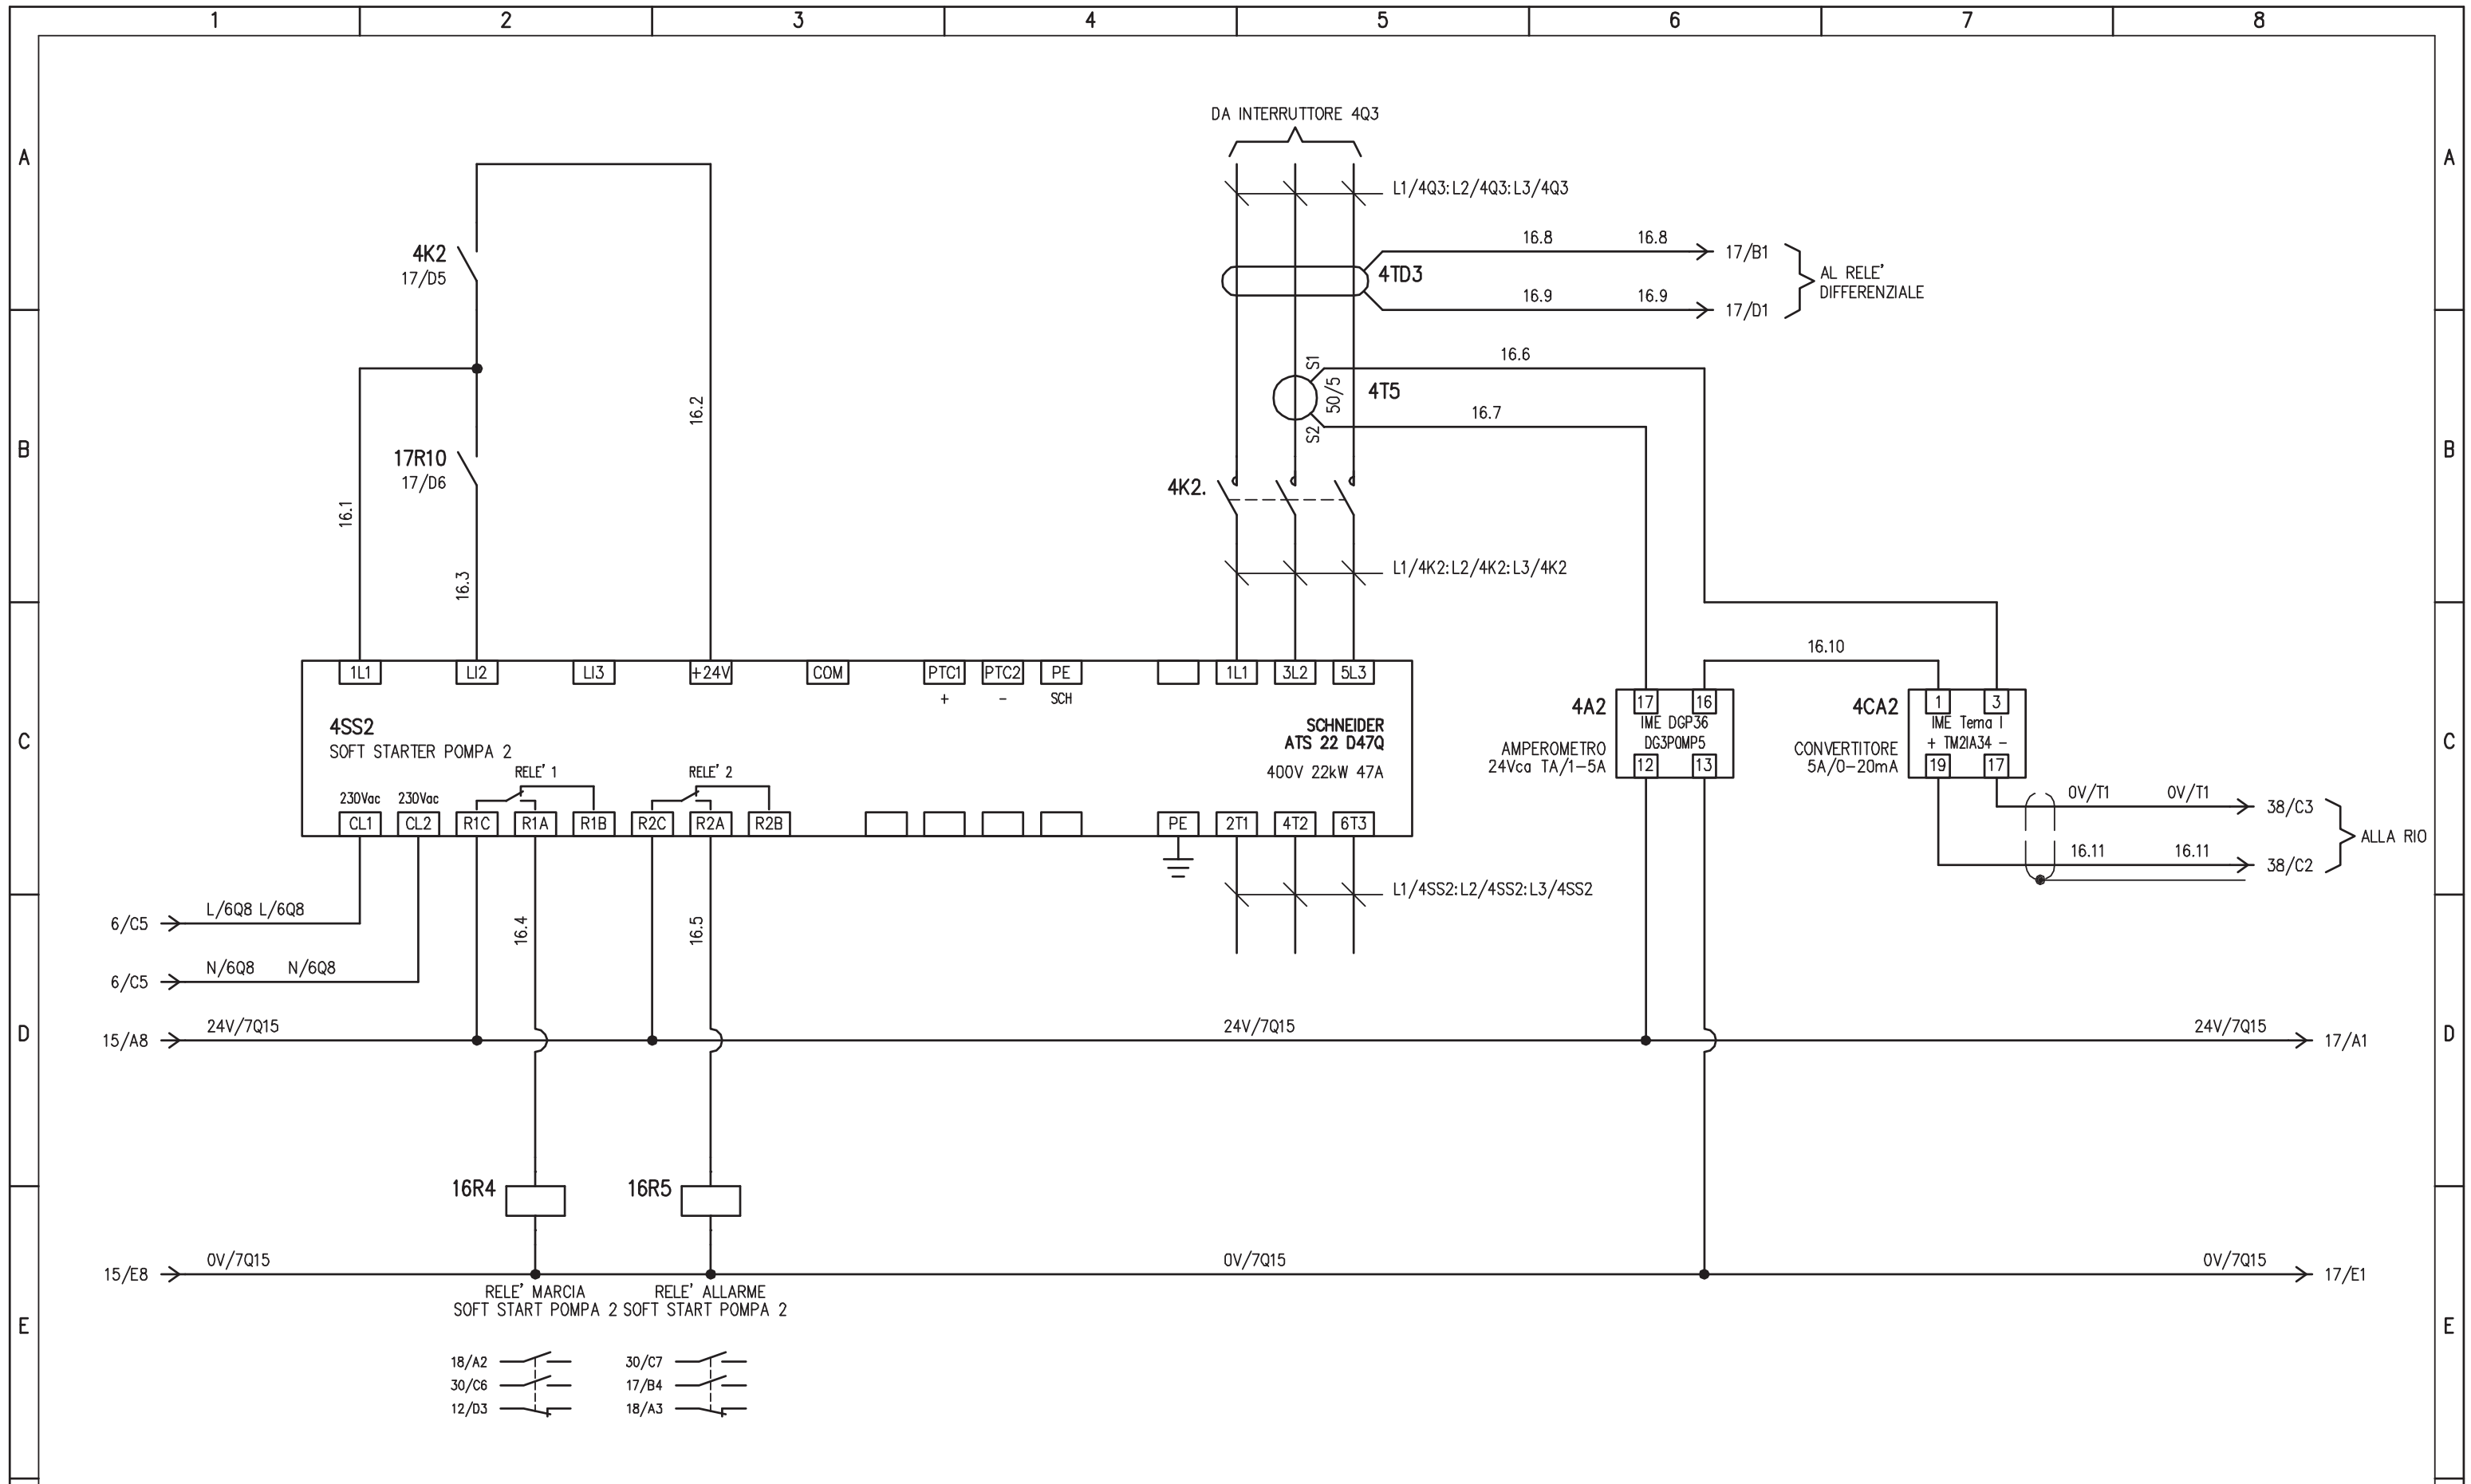 1 2 3 4 5 6 7 8
DA INTERRUTTORE 4Q3
A A
L1/4Q3:L2/4Q3:L3/4Q3
4K2
17/D5
16.8 16.8 17/B1
4TD3
AL RELE'
DIFFERENZIALE
16.9 16.9 17/D1
16.6
S1
50/5
S2
4T5
16.7
16.2
B B
17R10
17/D6
16.1
16.3
4K2.
L1/4K2:L2/4K2:L3/4K2
16.10
1L1 LI2 LI3 +24V COM PTC1 PTC2 PE 1L1 3L2 5L3
+ - SCH
4SS2
SOFT STARTER POMPA 2
SCHNEIDER
ATS 22 D47Q
400V 22kW 47A
C C
RELE' 1 RELE' 2
230Vac 230Vac
CL1 CL2 R1C R1A R1B R2C R2A R2B PE 2T1 4T2 6T3
4A2
17 16
IME DGP36
DG3P0MP5
12 13
AMPEROMETRO
24Vca TA/1-5A
4CA2
1 3
IME Tema I
+ TM2IA34 -
19 17
CONVERTITORE
5A/0-20mA
0V/T1 0V/T1 38/C3
ALLA RIO
16.11 16.11 38/C2
L1/4SS2:L2/4SS2:L3/4SS2
6/C5 L/6Q8 L/6Q8
16.4 16.5
6/C5 N/6Q8 N/6Q8
D D
15/A8 24V/7Q15 24V/7Q15 24V/7Q15 17/A1
16R4 16R5
15/E8 0V/7Q15 0V/7Q15 0V/7Q15 17/E1
RELE' MARCIA
SOFT START POMPA 2
RELE' ALLARME
SOFT START POMPA 2
E E
18/A2
30/C6
12/D3
30/C7
17/B4
18/A3